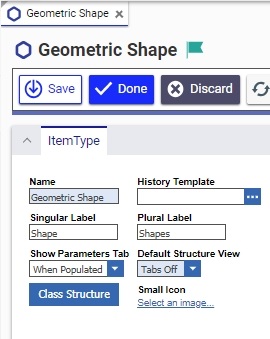 Geometric Shape ×
Geometric Shape
Save Done Discard
ItemType
Name History Template
Geometric Shape ...
Singular Label Plural Label
Shape Shapes
Show Parameters Tab Default Structure View
When Populated Tabs Off
Class Structure Small Icon
Select an image...